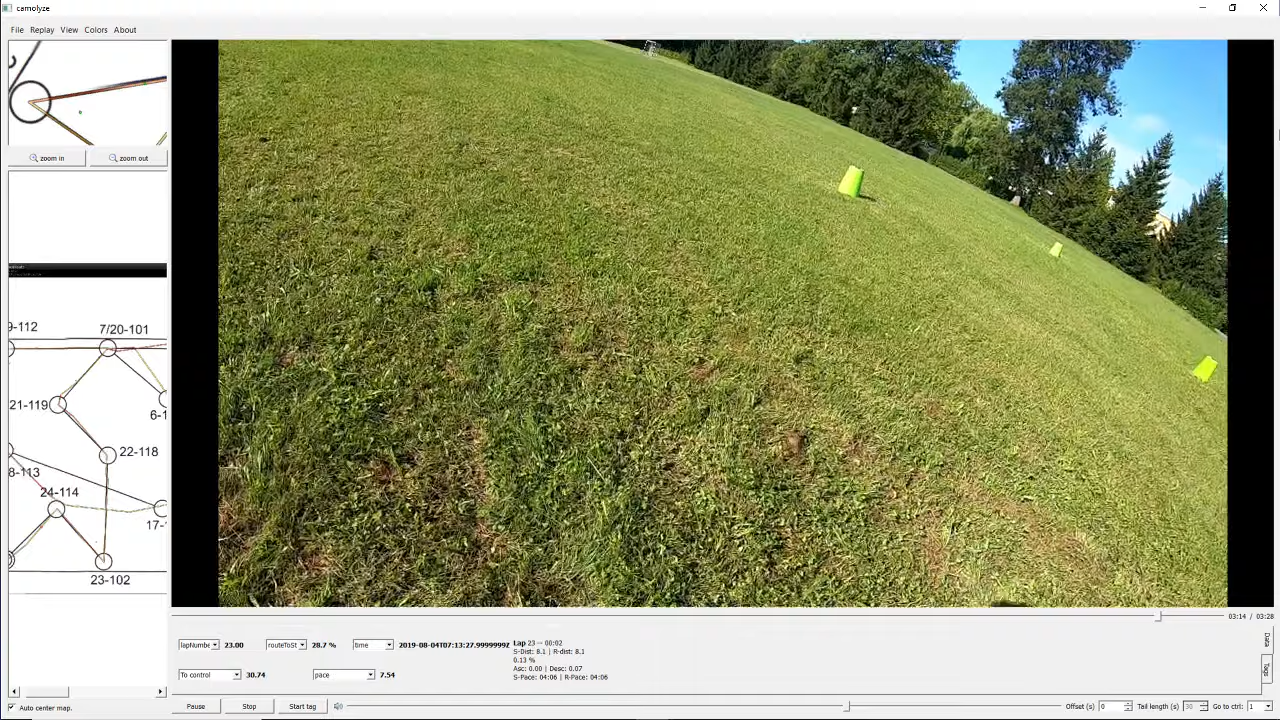 camolyze
File Replay View Colors About
zoom in zoom out
9-112
7/20-101
21-119
6-1
22-118
8-113
24-114
17-
23-102
03:14 / 03:28
Data
Tags
lapNumbe 23.00 routeToSt 28.7 % time 2019-08-04T07:13:27.9999999Z
To control 30.74 pace 7.54
Lap 23 -- 00:02
S-Dist: 8.1 | R-dist: 8.1
0.13 %
Asc: 0.00 | Desc: 0.07
S-Pace: 04:06 | R-Pace: 04:06
Auto center map.
Pause Stop Start tag
Offset (s) 0 Tail length (s) 30 Go to ctrl: 1